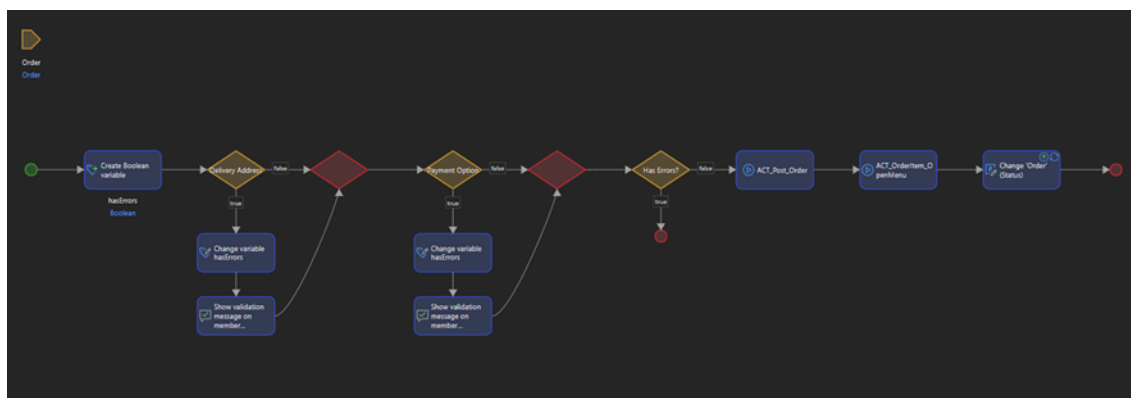 Order
Order
Create Boolean
variable
hasErrors
Boolean
Delivery Address
false
true
Change variable
hasErrors
Show validation
message on
member...
Payment Option
false
true
Change variable
hasErrors
Show validation
message on
member...
Has Errors?
false
true
ACT_Post_Order
ACT_OrderItem_O
penMenu
Change 'Order'
(Status)